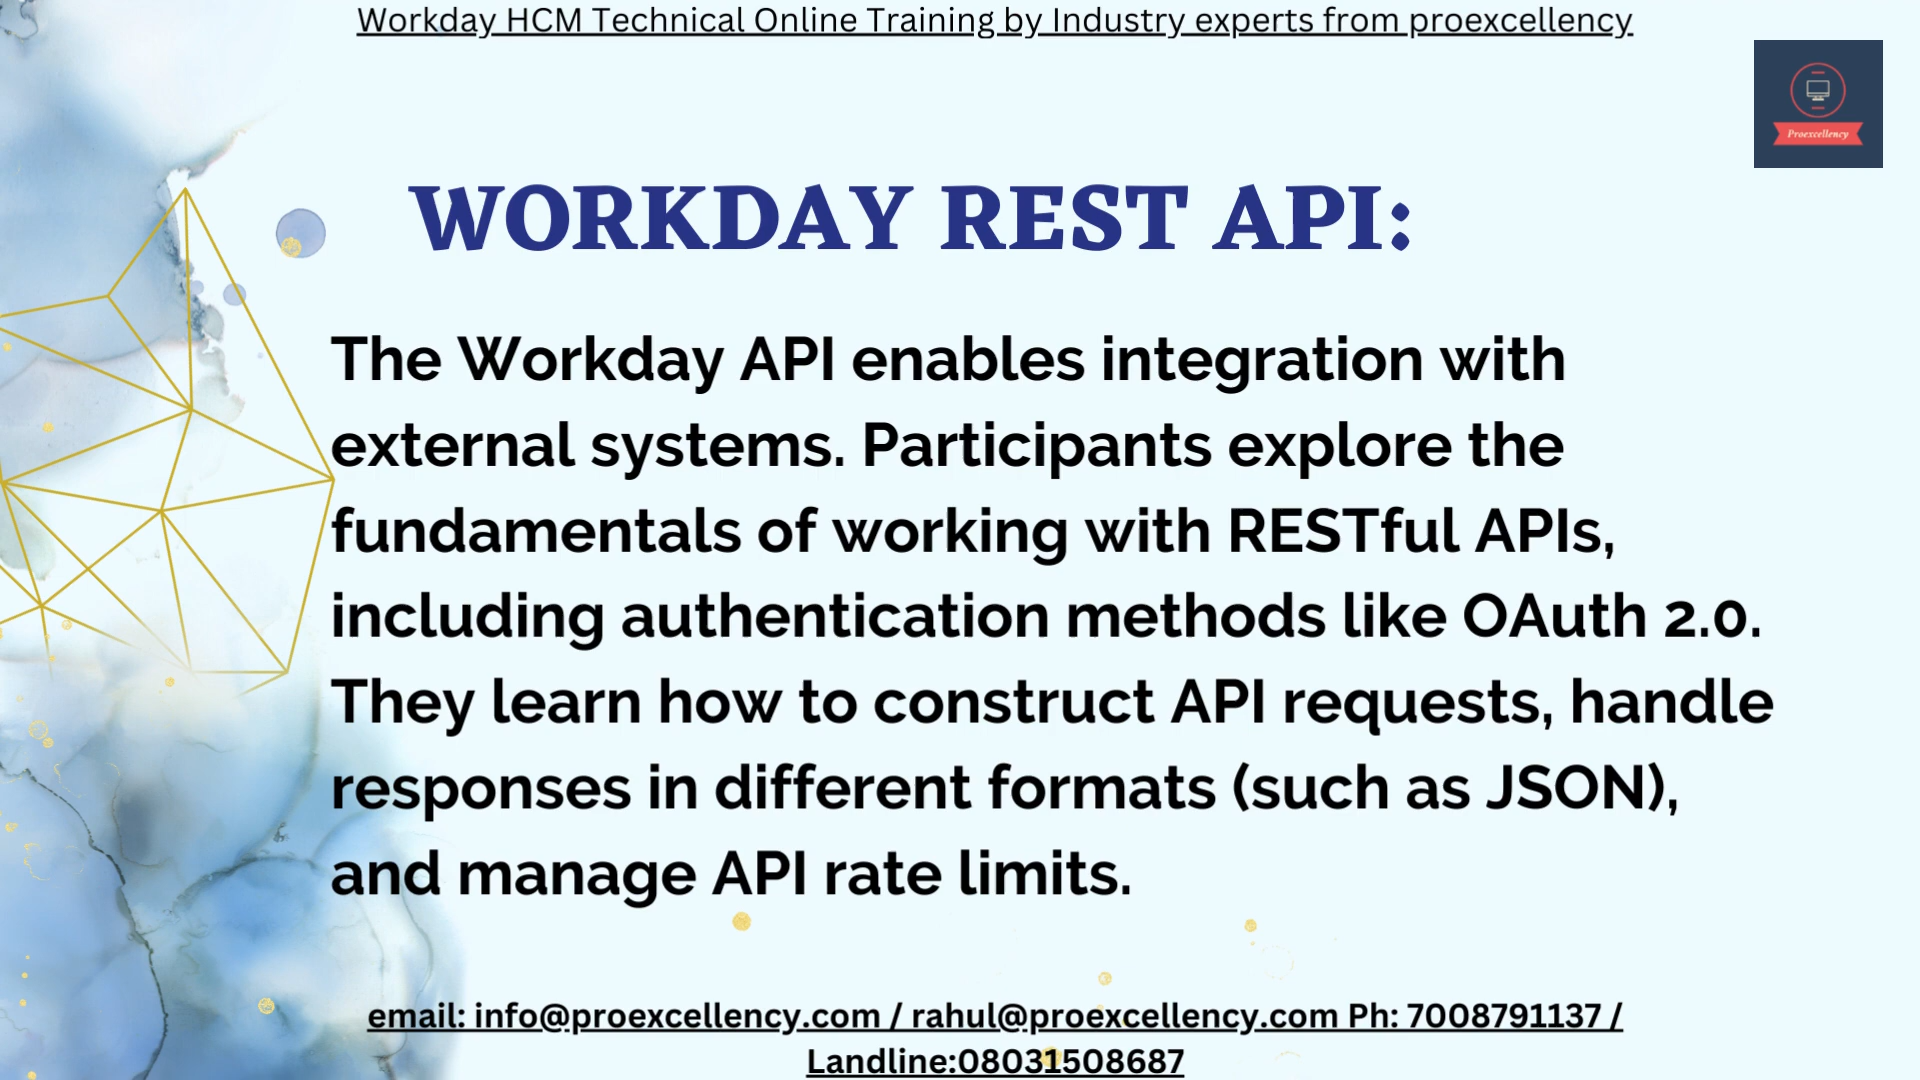 Workday HCM Technical Online Training by Industry experts from proexcellency
Proexcellency
WORKDAY REST API:
The Workday API enables integration with
external systems. Participants explore the
fundamentals of working with RESTful APIs,
including authentication methods like OAuth 2.0.
They learn how to construct API requests, handle
responses in different formats (such as JSON),
and manage API rate limits.
email: info@proexcellency.com / rahul@proexcellency.com Ph: 7008791137 /
Landline:08031508687